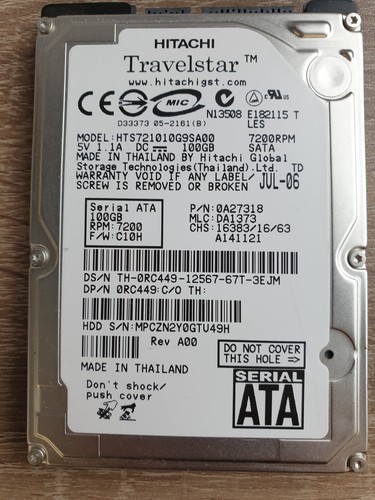 HITACHI
Travelstar™
www.hitachigst.com
CE MIC c UL US
D33373 05-2161(B) N13508 E182115 T
LES
MODEL:HTS721010G9SA00 7200RPM
5V 1.1A DC 100GB SATA
MADE IN THAILAND BY Hitachi Global
Storage Technologies(Thailand).Ltd. TD
WARRANTY VOID IF ANY LABEL/
SCREW IS REMOVED OR BROKEN JUL-06
Serial ATA
100GB
RPM:7200
F/W:C10H
P/N:0A27318
MLC:DA1373
CHS:16383/16/63
A141121
DS/N TH-0RC449-12567-67T-3EJM
DP/N 0RC449:C/O TH:
HDD S/N:MPCZN2Y0GTU49H
Rev A00
DO NOT COVER
THIS HOLE =>
MADE IN THAILAND
Don't shock/
push cover
SERIAL
ATA